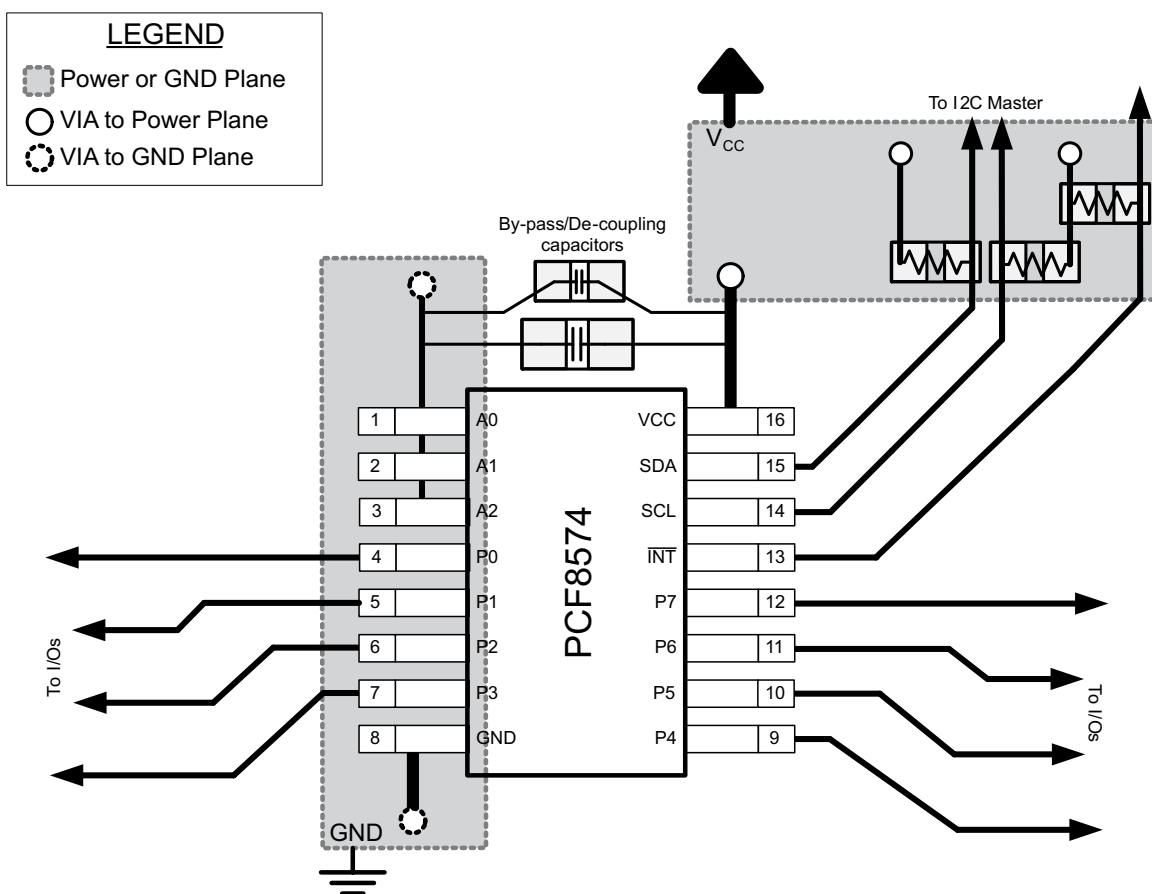 LEGEND
Power or GND Plane
VIA to Power Plane
VIA to GND Plane
To I2C Master
VCC
By-pass/De-coupling
capacitors
1 A0
2 A1
3 A2
4 P0
5 P1
6 P2
7 P3
8 GND
PCF8574
VCC 16
SDA 15
SCL 14
INT 13
P7 12
P6 11
P5 10
P4 9
To I/Os
To I/Os
GND